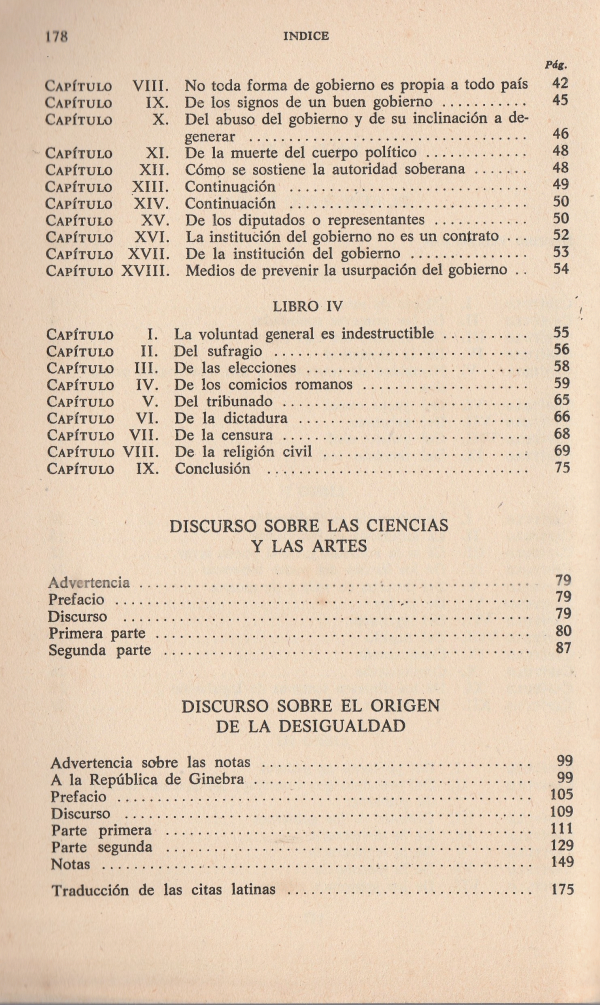 178 INDICE
Pág.
CAPÍTULO VIII. No toda forma de gobierno es propia a todo país 42
CAPÍTULO IX. De los signos de un buen gobierno ........... 45
CAPÍTULO X. Del abuso del gobierno y de su inclinación a de-
generar ................................. 46
CAPÍTULO XI. De la muerte del cuerpo político ............ 48
CAPÍTULO XII. Cómo se sostiene la autoridad soberana ....... 48
CAPÍTULO XIII. Continuación ............................. 49
CAPÍTULO XIV. Continuación ............................. 50
CAPÍTULO XV. De los diputados o representantes ............ 50
CAPÍTULO XVI. La institución del gobierno no es un contrato ... 52
CAPÍTULO XVII. De la institución del gobierno ............... 53
CAPÍTULO XVIII. Medios de prevenir la usurpación del gobierno .. 54
LIBRO IV
CAPÍTULO I. La voluntad general es indestructible ........... 55
CAPÍTULO II. Del sufragio ................................ 56
CAPÍTULO III. De las elecciones ............................ 58
CAPÍTULO IV. De los comicios romanos ..................... 59
CAPÍTULO V. Del tribunado ............................... 65
CAPÍTULO VI. De la dictadura ............................. 66
CAPÍTULO VII. De la censura ............................... 68
CAPÍTULO VIII. De la religión civil .......................... 69
CAPÍTULO IX. Conclusión ................................. 75
DISCURSO SOBRE LAS CIENCIAS
Y LAS ARTES
Advertencia ................................................ 79
Prefacio ................................................... 79
Discurso .................................................. 79
Primera parte .............................................. 80
Segunda parte ............................................. 87
DISCURSO SOBRE EL ORIGEN
DE LA DESIGUALDAD
Advertencia sobre las notas ................................. 99
A la República de Ginebra .................................. 99
Prefacio ................................................... 105
Discurso .................................................. 109
Parte primera ............................................. 111
Parte segunda ............................................. 129
Notas ..................................................... 149
Traducción de las citas latinas .............................. 175